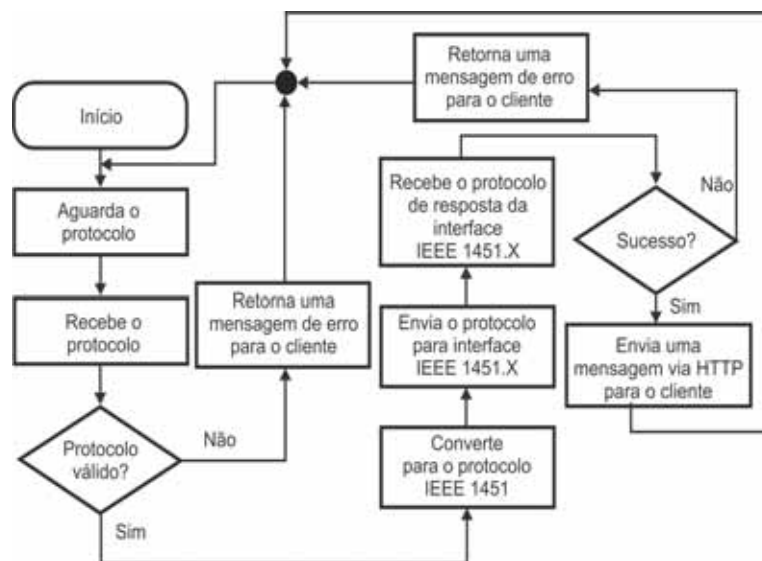 Início
Aguarda o
protocolo
Recebe o
protocolo
Protocolo
válido?
Não
Sim
Retorna uma
mensagem de erro
para o cliente
Converte
para o protocolo
IEEE 1451
Envia o protocolo
para interface
IEEE 1451.X
Recebe o protocolo
de resposta da
interface
IEEE 1451.X
Sucesso?
Não
Sim
Retorna uma
mensagem de erro
para o cliente
Envia uma
mensagem via HTTP
para o cliente